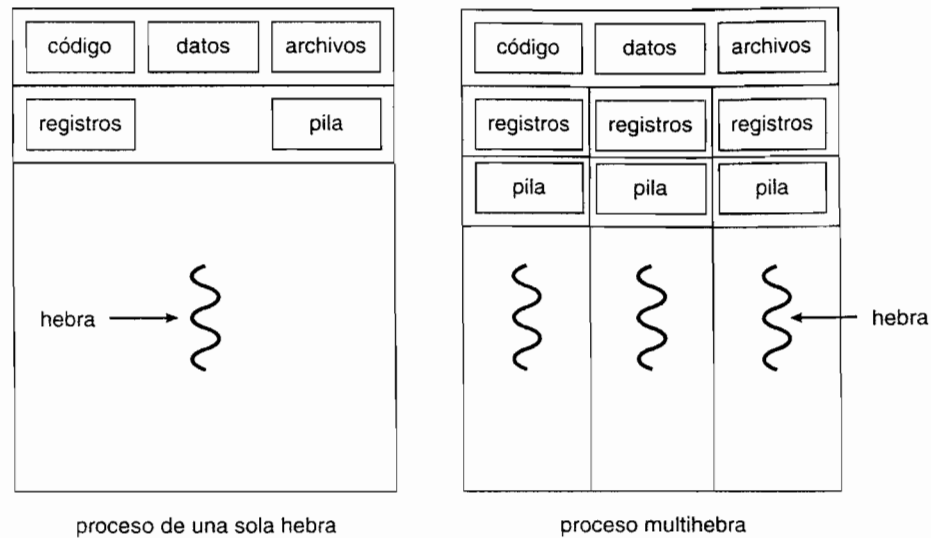 código datos archivos
registros pila
hebra
proceso de una sola hebra
código datos archivos
registros registros registros
pila pila pila
hebra
proceso multihebra